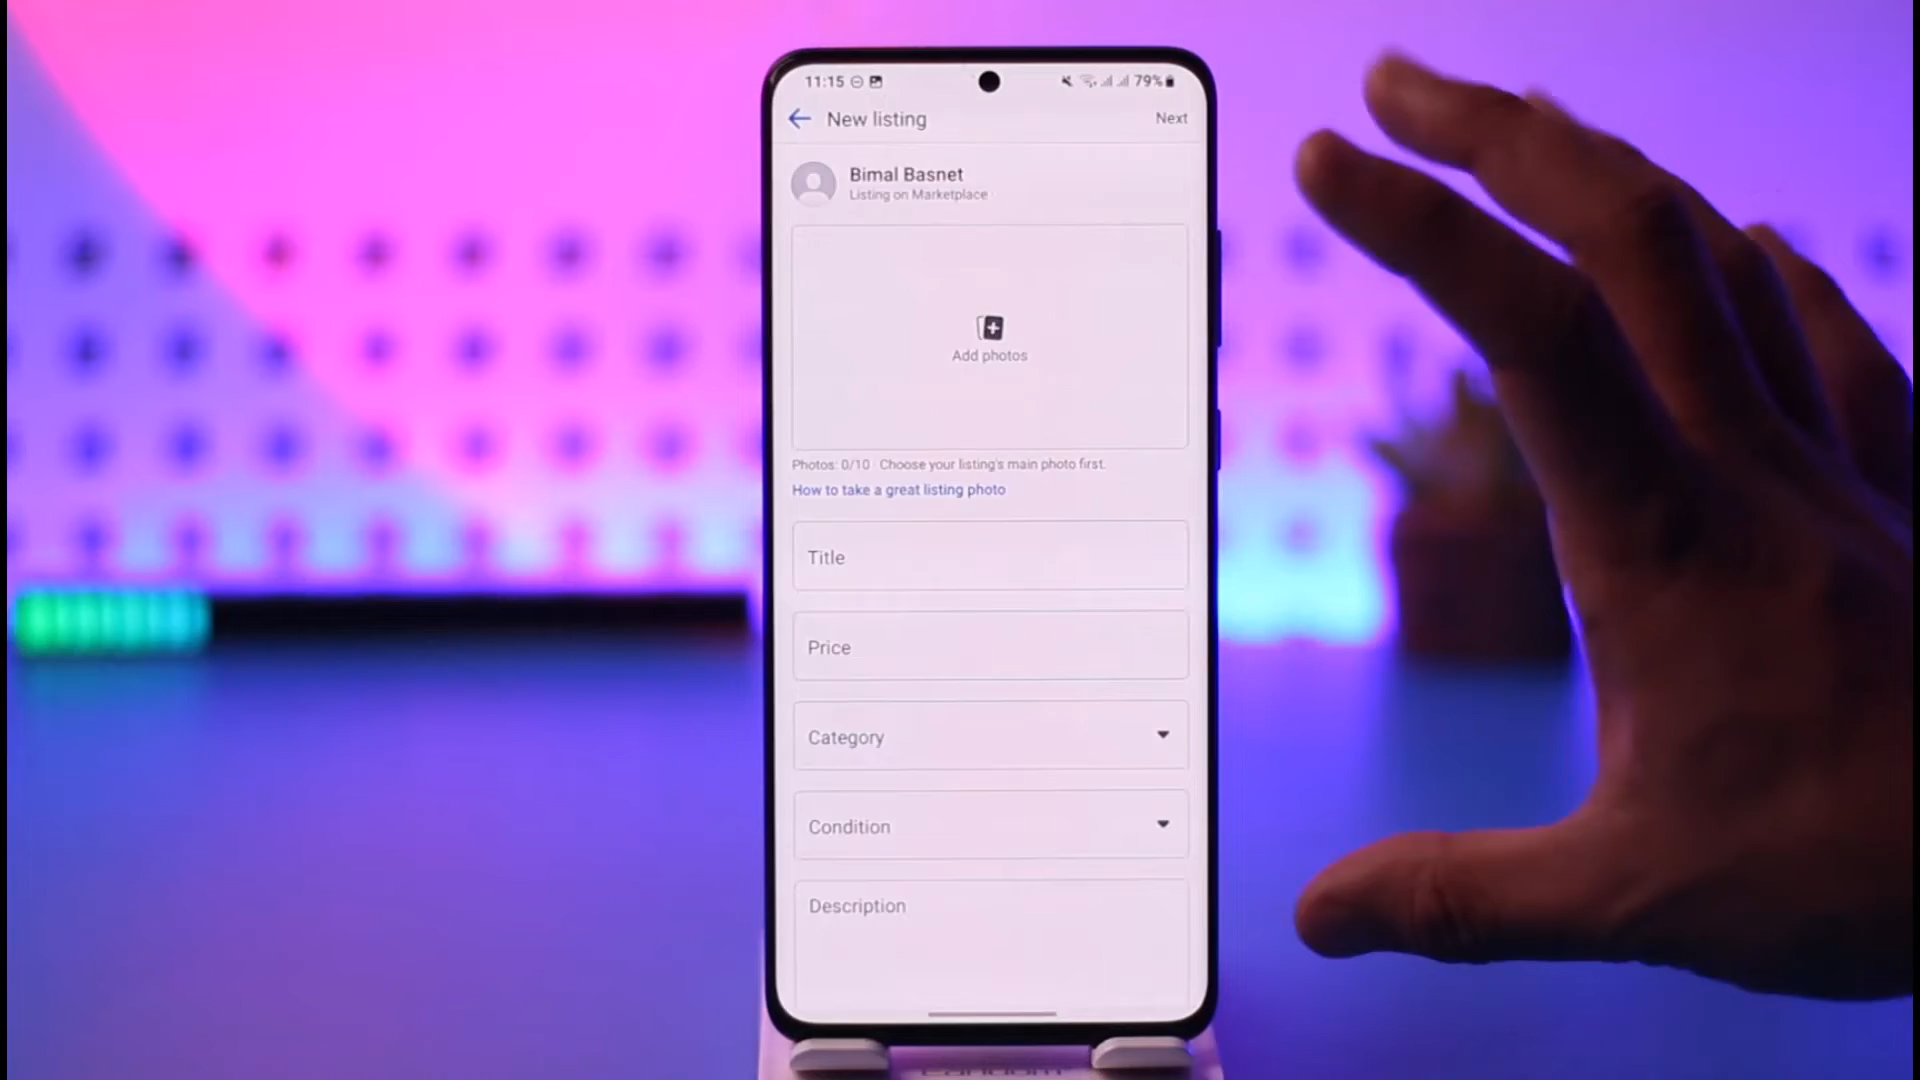 11:15 79%
New listing Next
Bimal Basnet
Listing on Marketplace
Add photos
Photos: 0/10 · Choose your listing's main photo first.
How to take a great listing photo
Title
Price
Category
Condition
Description